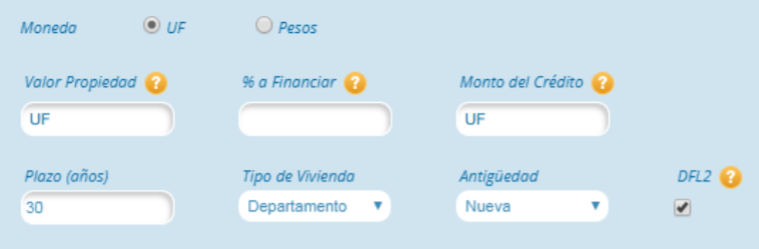 Moneda UF Pesos
Valor Propiedad ? % a Financiar ? Monto del Crédito ?
UF UF
Plazo (años) Tipo de Vivienda Antigüedad DFL2 ?
30 Departamento Nueva